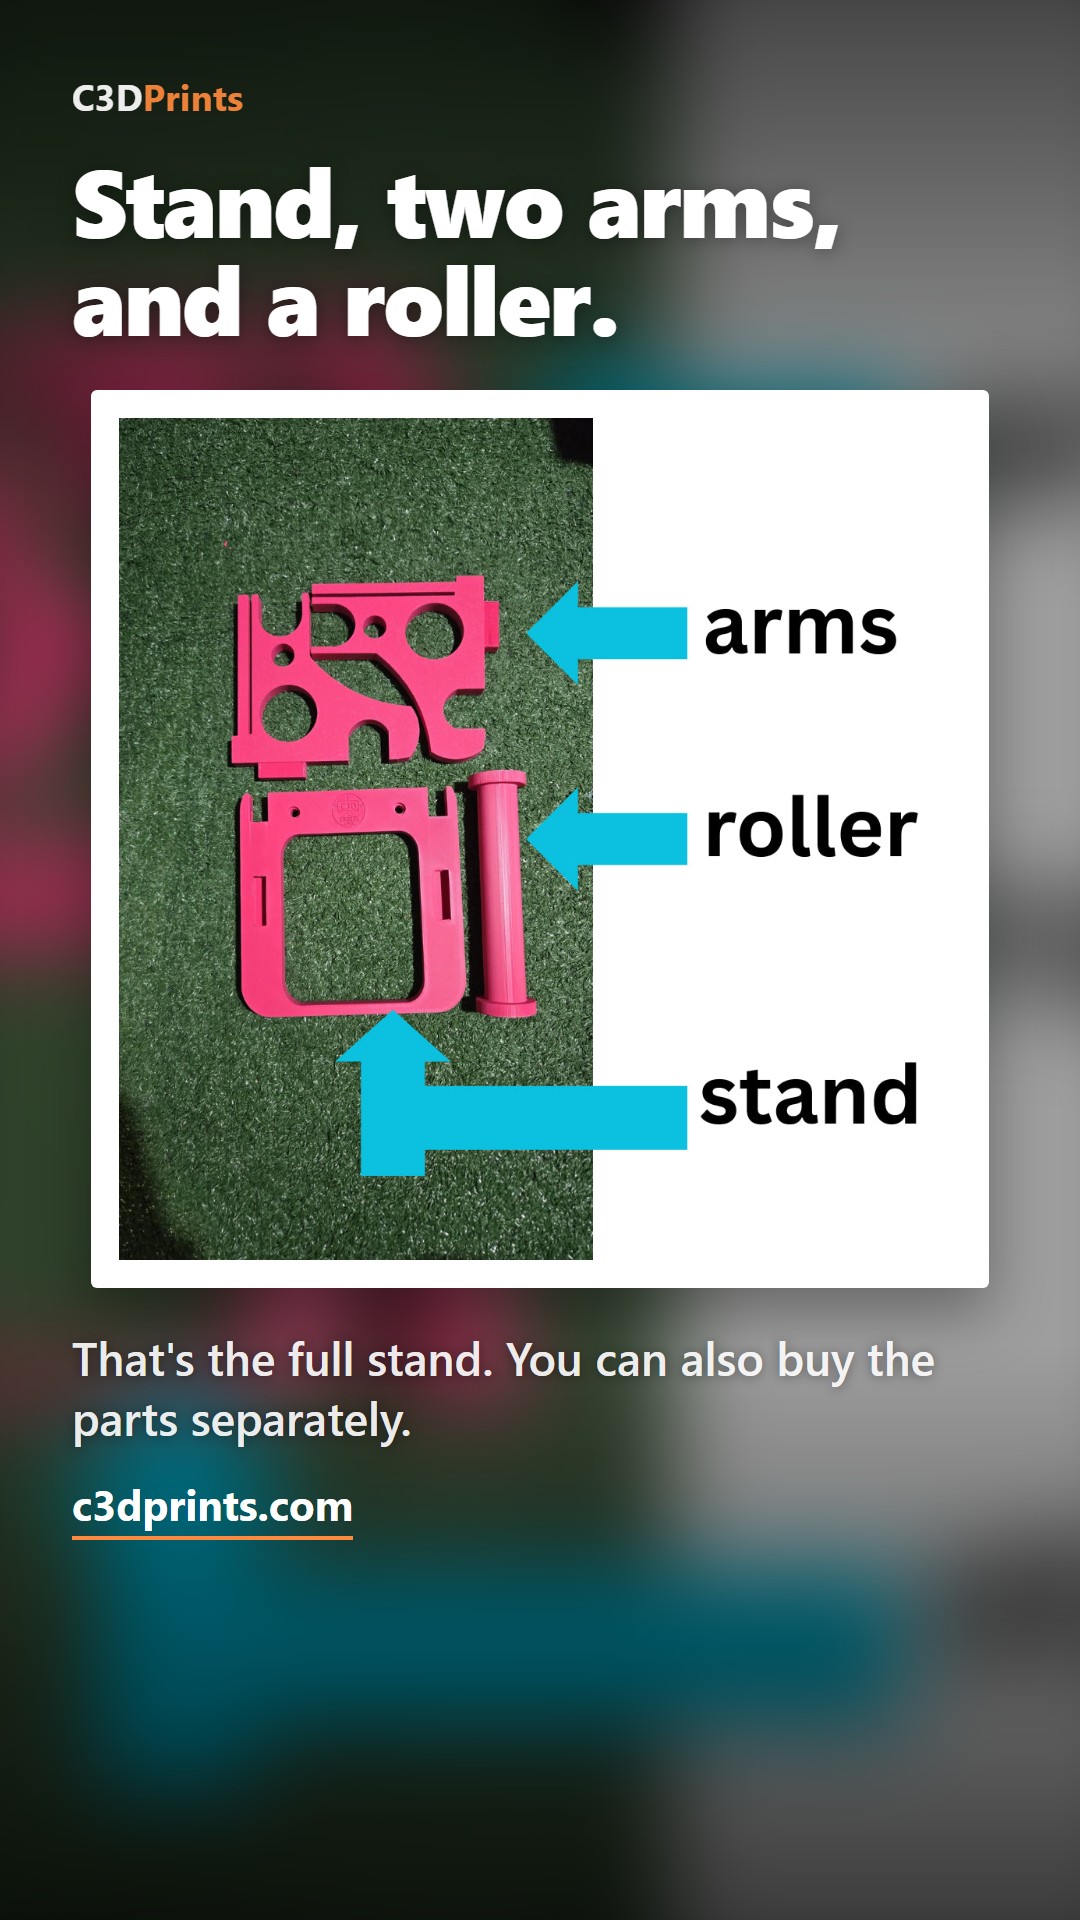 C3DPrints
Stand, two arms,
and a roller.
arms
roller
stand
That's the full stand. You can also buy the
parts separately.
c3dprints.com